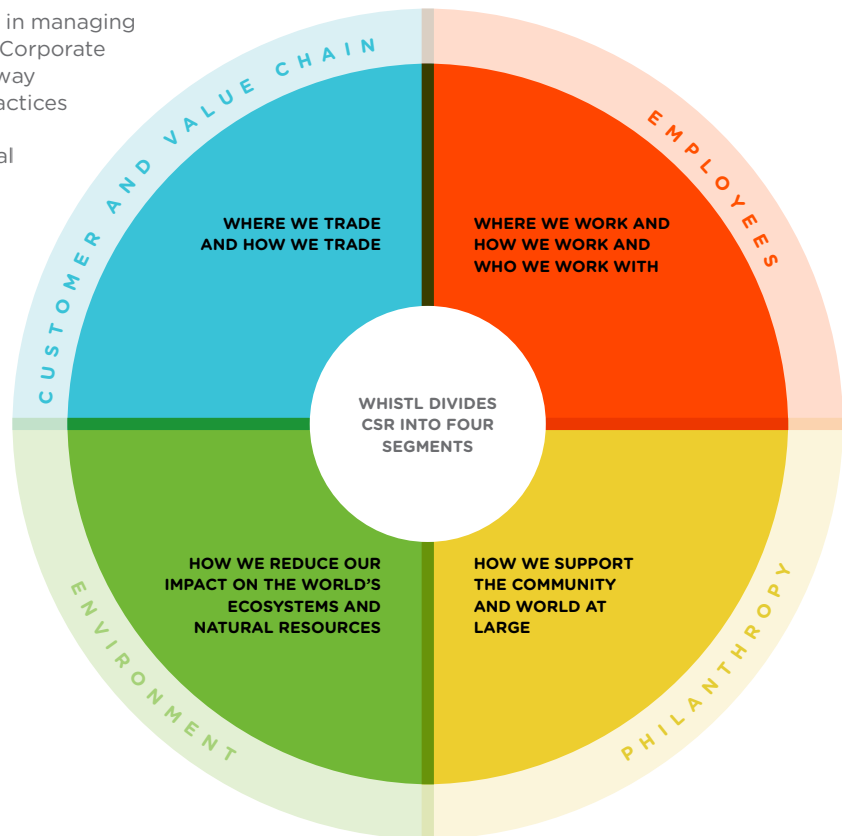 in managing
Corporate
way
actices
al
CUSTOMER AND VALUE CHAIN
EMPLOYEES
WHERE WE TRADE
AND HOW WE TRADE
WHERE WE WORK AND
HOW WE WORK AND
WHO WE WORK WITH
WHISTL DIVIDES
CSR INTO FOUR
SEGMENTS
HOW WE REDUCE OUR
IMPACT ON THE WORLD'S
ECOSYSTEMS AND
NATURAL RESOURCES
HOW WE SUPPORT
THE COMMUNITY
AND WORLD AT
LARGE
ENVIRONMENT
PHILANTHROPY